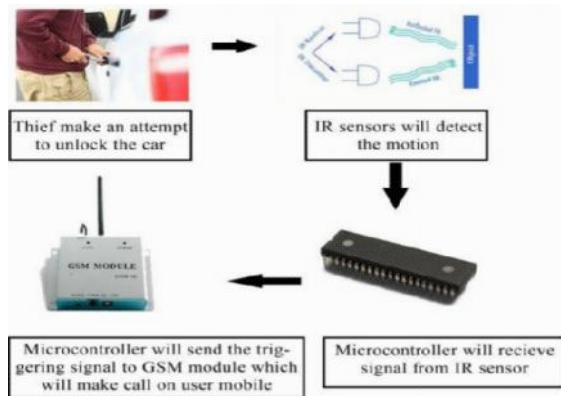 Thief make an attempt
to unlock the car
IR sensors will detect
the motion
GSM MODULE
Microcontroller will send the trig-
gering signal to GSM module which
will make call on user mobile
Microcontroller will recieve
signal from IR sensor